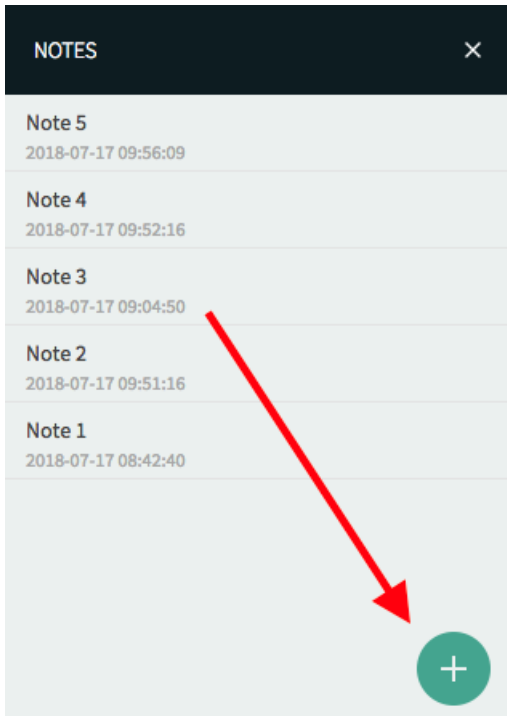 NOTES
Note 5
2018-07-17 09:56:09
Note 4
2018-07-17 09:52:16
Note 3
2018-07-17 09:04:50
Note 2
2018-07-17 09:51:16
Note 1
2018-07-17 08:42:40